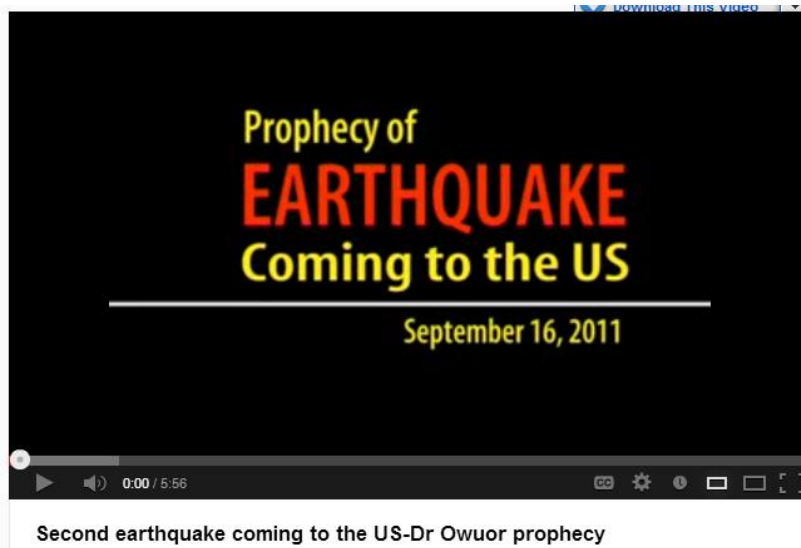 Download This Video
Prophecy of
EARTHQUAKE
Coming to the US
September 16, 2011
0:00 / 5:56
CC
Second earthquake coming to the US-Dr Owuor prophecy